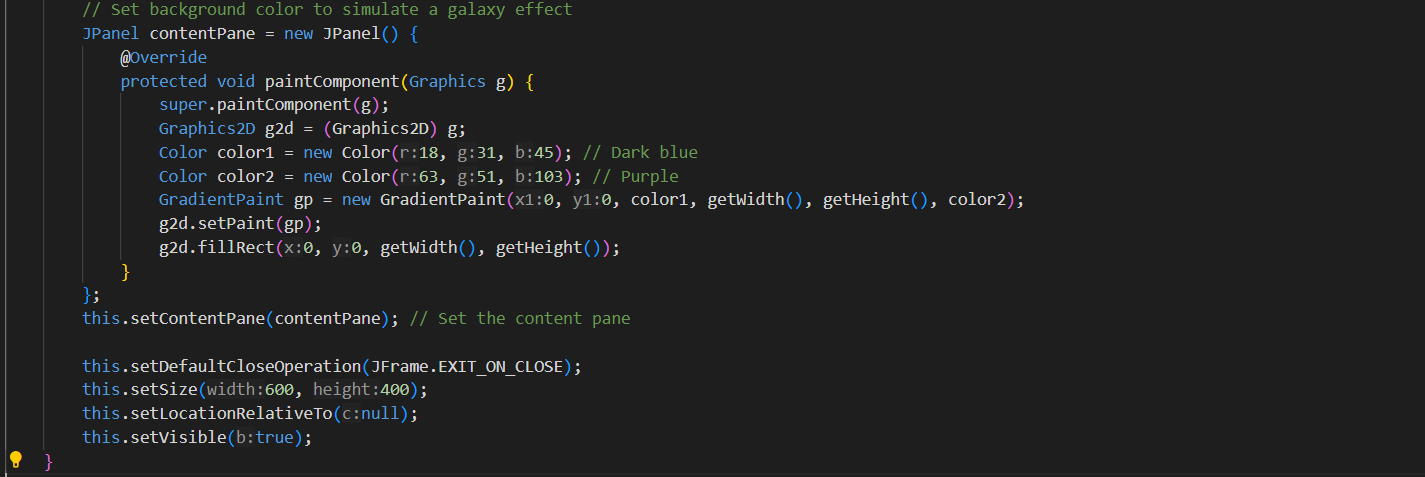 // Set background color to simulate a galaxy effect
JPanel contentPane = new JPanel() {
@Override
protected void paintComponent(Graphics g) {
super.paintComponent(g);
Graphics2D g2d = (Graphics2D) g;
Color color1 = new Color(r:18, g:31, b:45); // Dark blue
Color color2 = new Color(r:63, g:51, b:103); // Purple
GradientPaint gp = new GradientPaint(x1:0, y1:0, color1, getWidth(), getHeight(), color2);
g2d.setPaint(gp);
g2d.fillRect(x:0, y:0, getWidth(), getHeight());
}
};
this.setContentPane(contentPane); // Set the content pane
this.setDefaultCloseOperation(JFrame.EXIT_ON_CLOSE);
this.setSize(width:600, height:400);
this.setLocationRelativeTo(c:null);
this.setVisible(b:true);
}